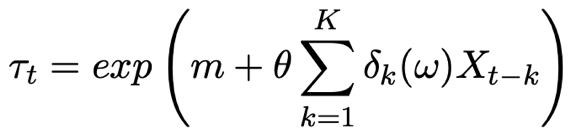 τ_t = exp ( m + θ ∑_{k=1}^{K} δ_k(ω)X_{t−k} )